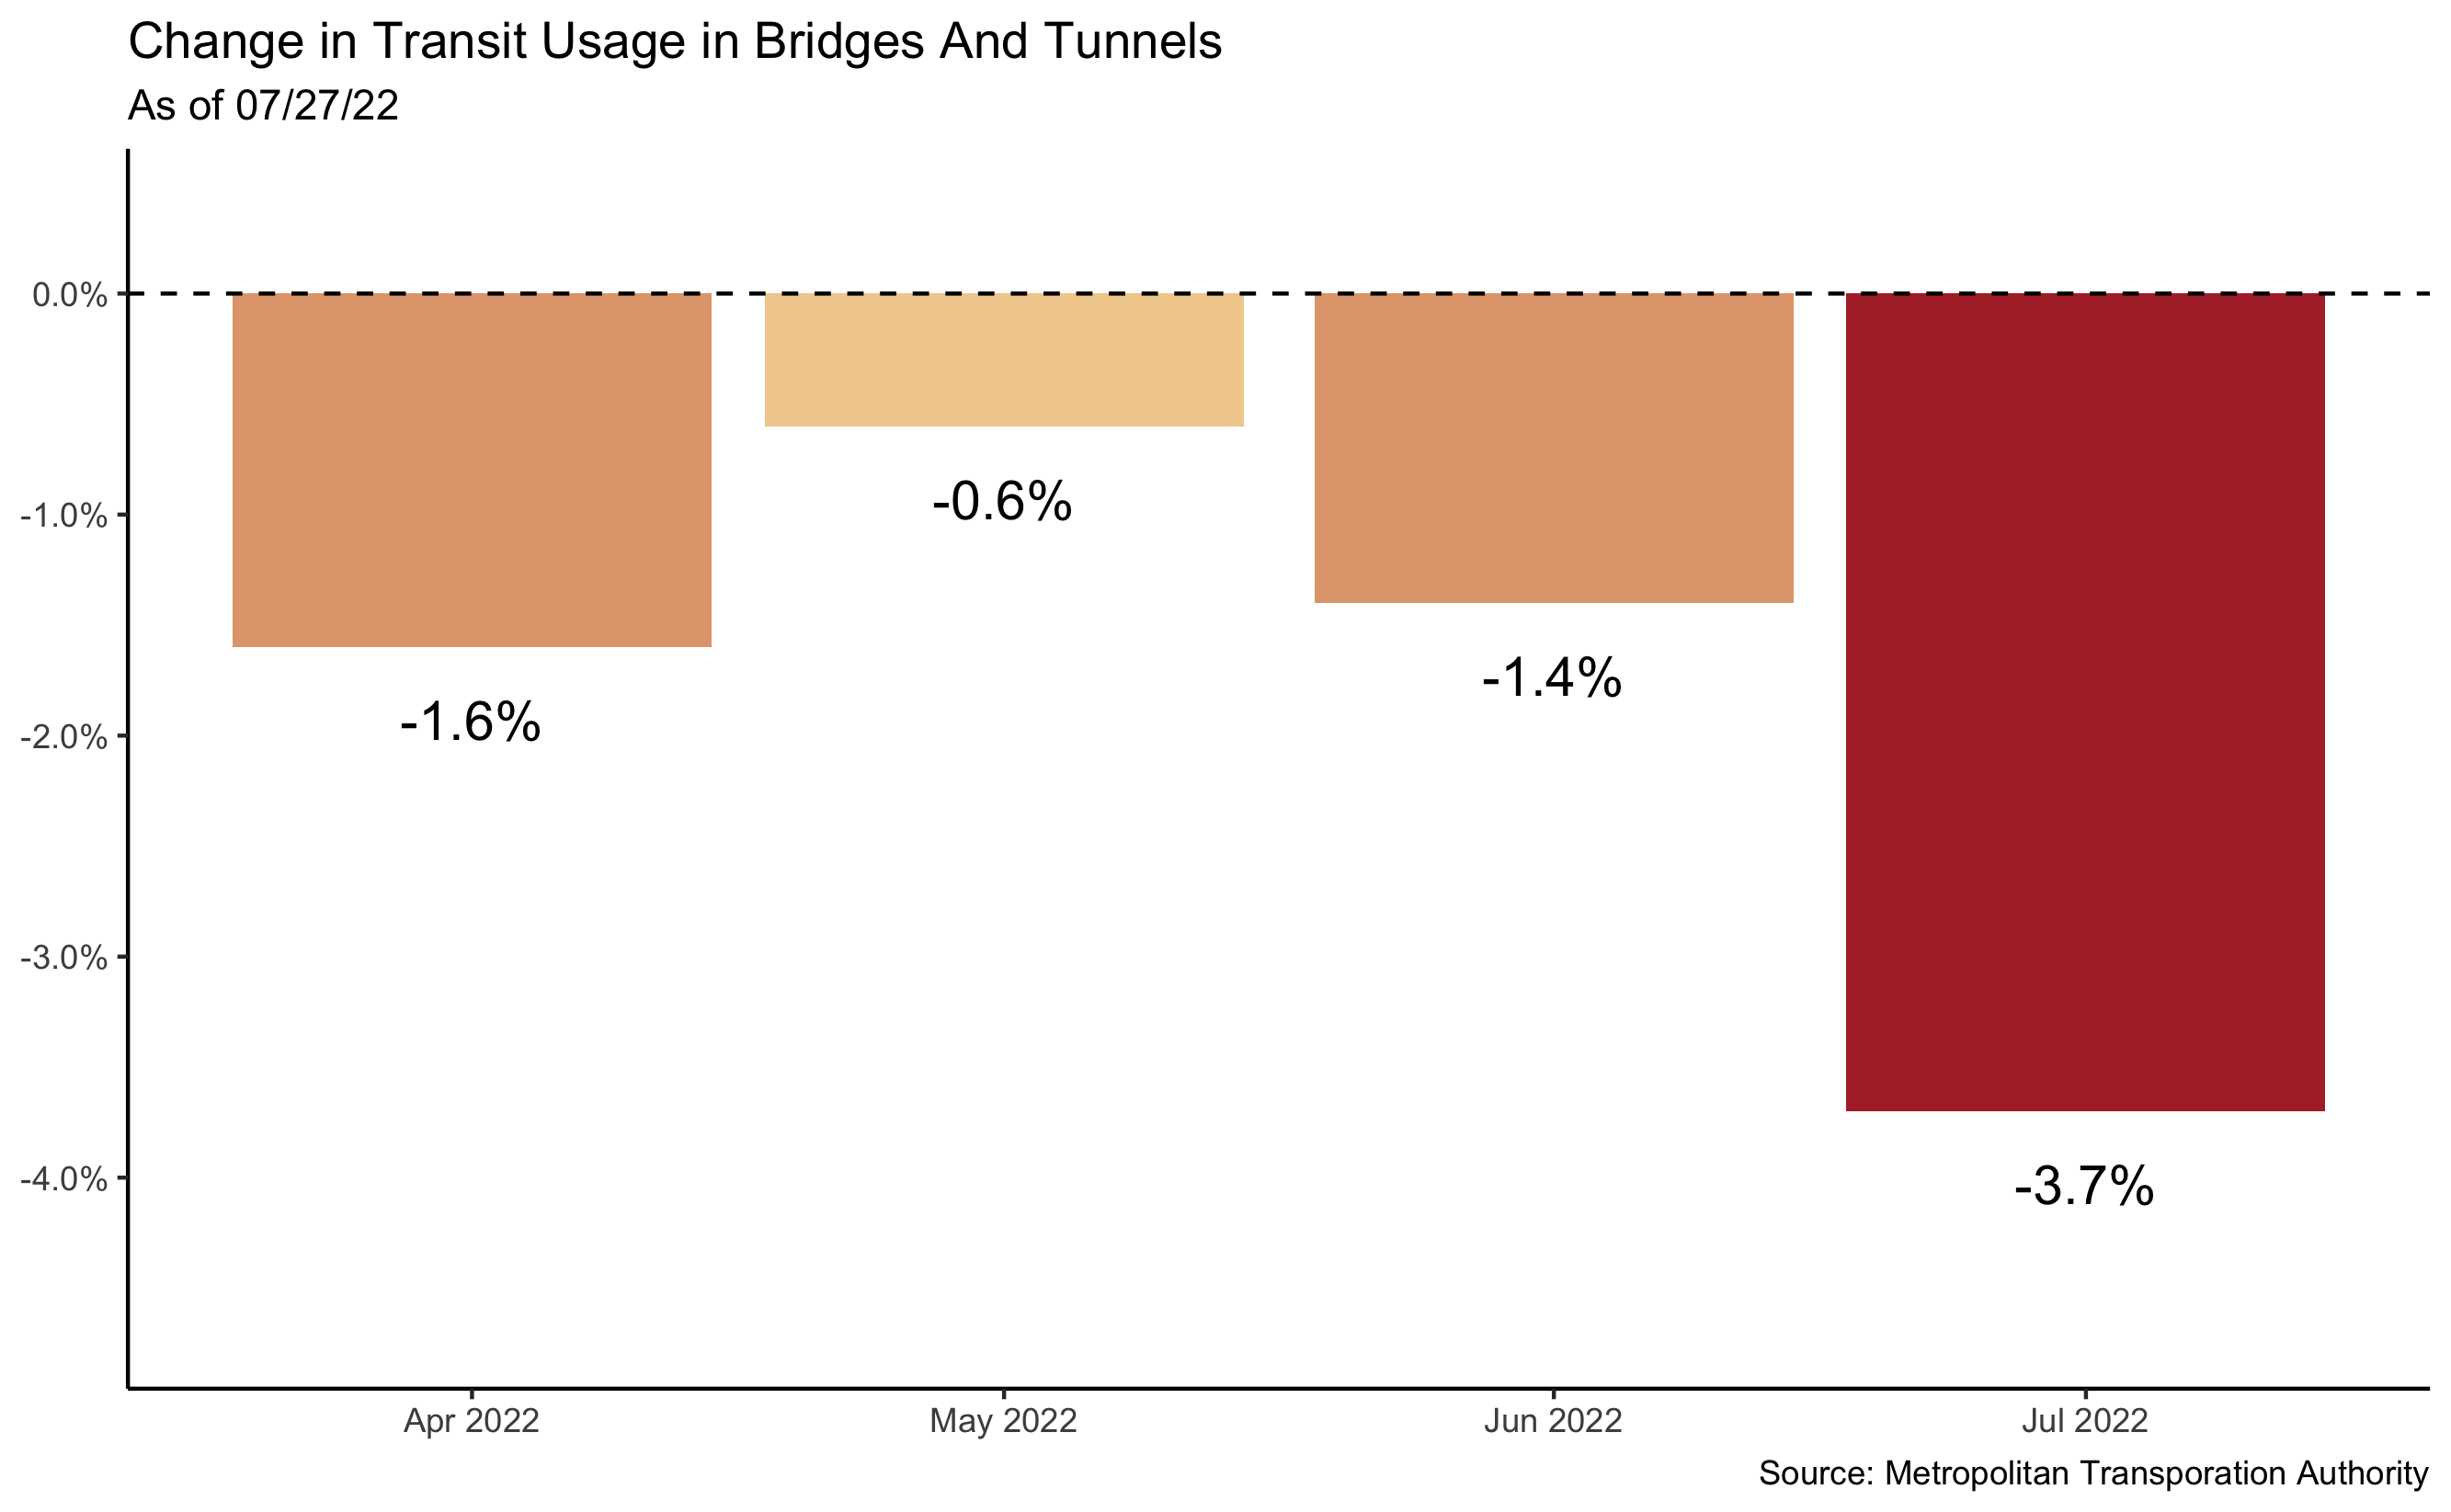 Change in Transit Usage in Bridges And Tunnels
As of 07/27/22
0.0%
-1.0%
-2.0%
-3.0%
-4.0%
-1.6%
-0.6%
-1.4%
-3.7%
Apr 2022
May 2022
Jun 2022
Jul 2022
Source: Metropolitan Transporation Authority